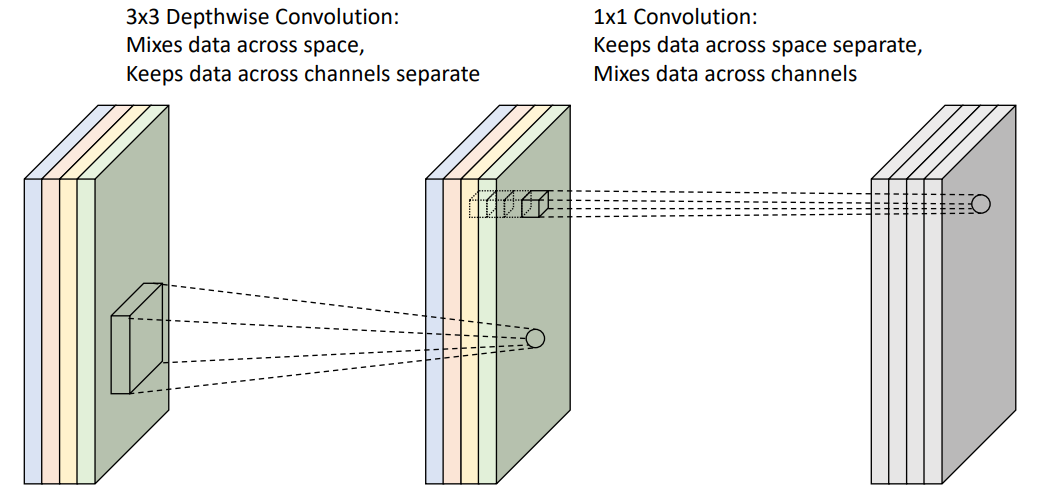 3x3 Depthwise Convolution:
Mixes data across space,
Keeps data across channels separate
1x1 Convolution:
Keeps data across space separate,
Mixes data across channels